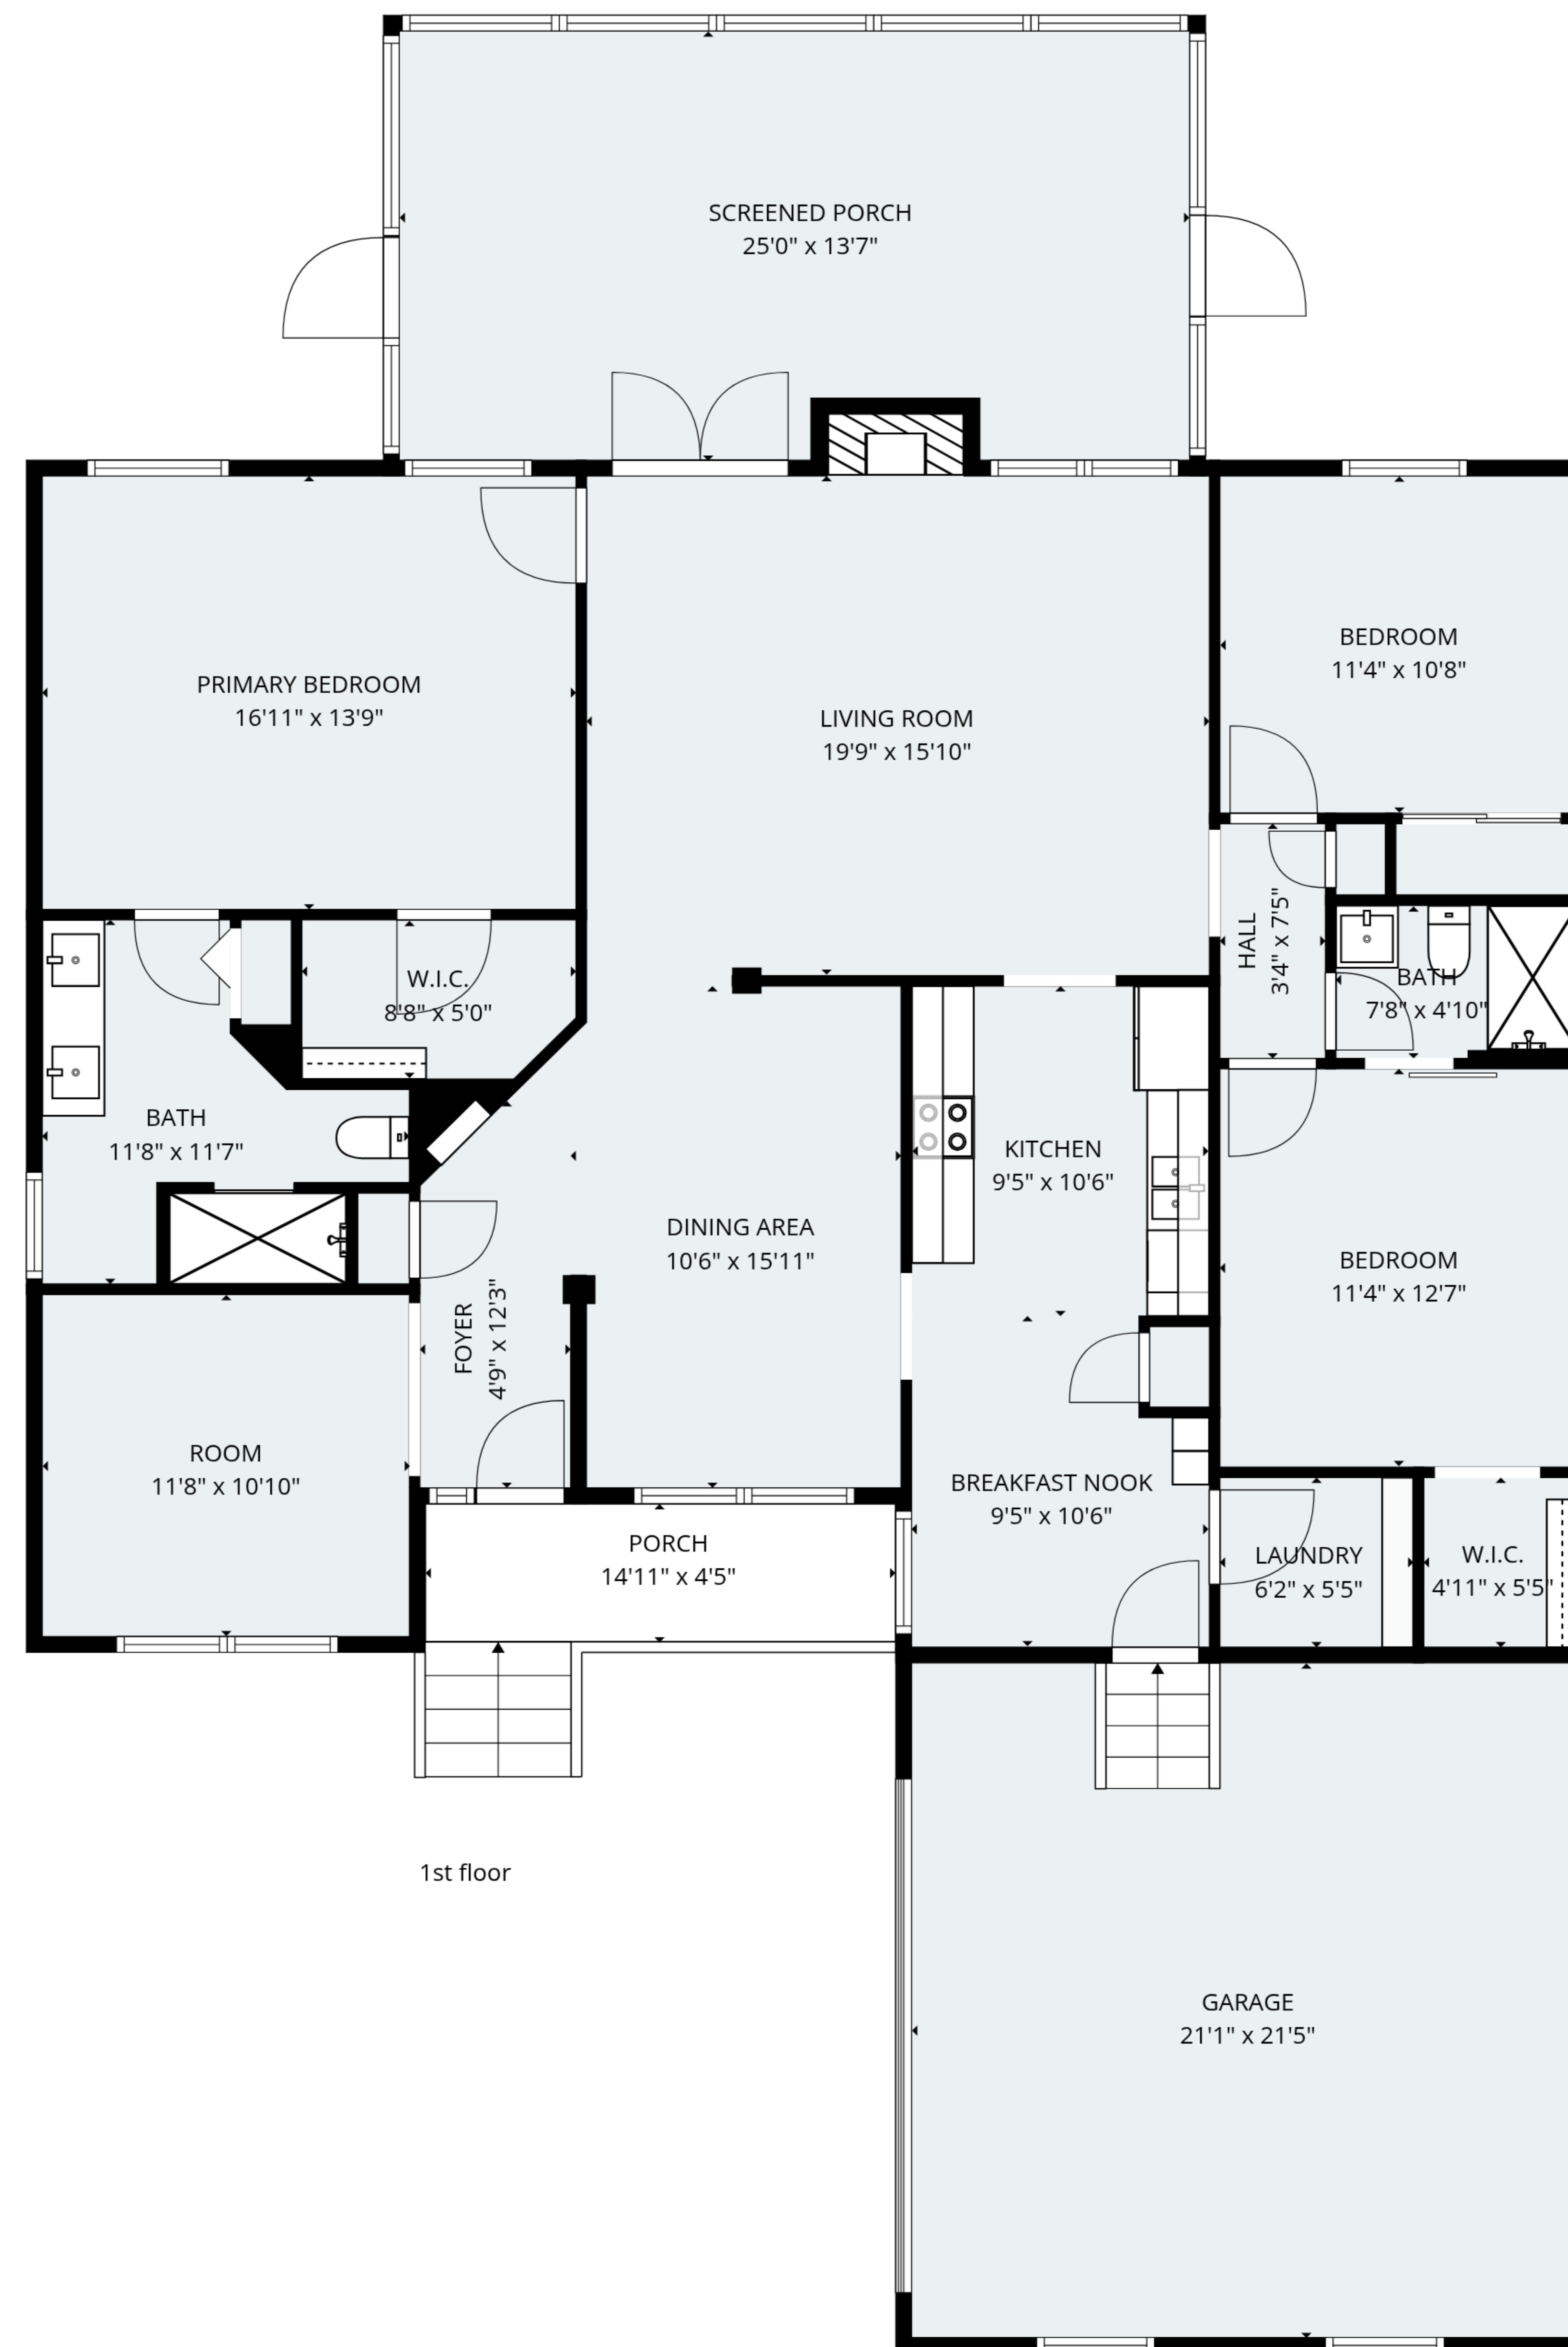 SCREENED PORCH
25'0" x 13'7"
PRIMARY BEDROOM
16'11" x 13'9"
LIVING ROOM
19'9" x 15'10"
BEDROOM
11'4" x 10'8"
W.I.C.
8'8" x 5'0"
HALL
3'4" x 7'5"
BATH
7'8" x 4'10"
BATH
11'8" x 11'7"
KITCHEN
9'5" x 10'6"
DINING AREA
10'6" x 15'11"
BEDROOM
11'4" x 12'7"
FOYER
4'9" x 12'3"
ROOM
11'8" x 10'10"
BREAKFAST NOOK
9'5" x 10'6"
PORCH
14'11" x 4'5"
LAUNDRY
6'2" x 5'5"
W.I.C.
4'11" x 5'5"
1st floor
GARAGE
21'1" x 21'5"